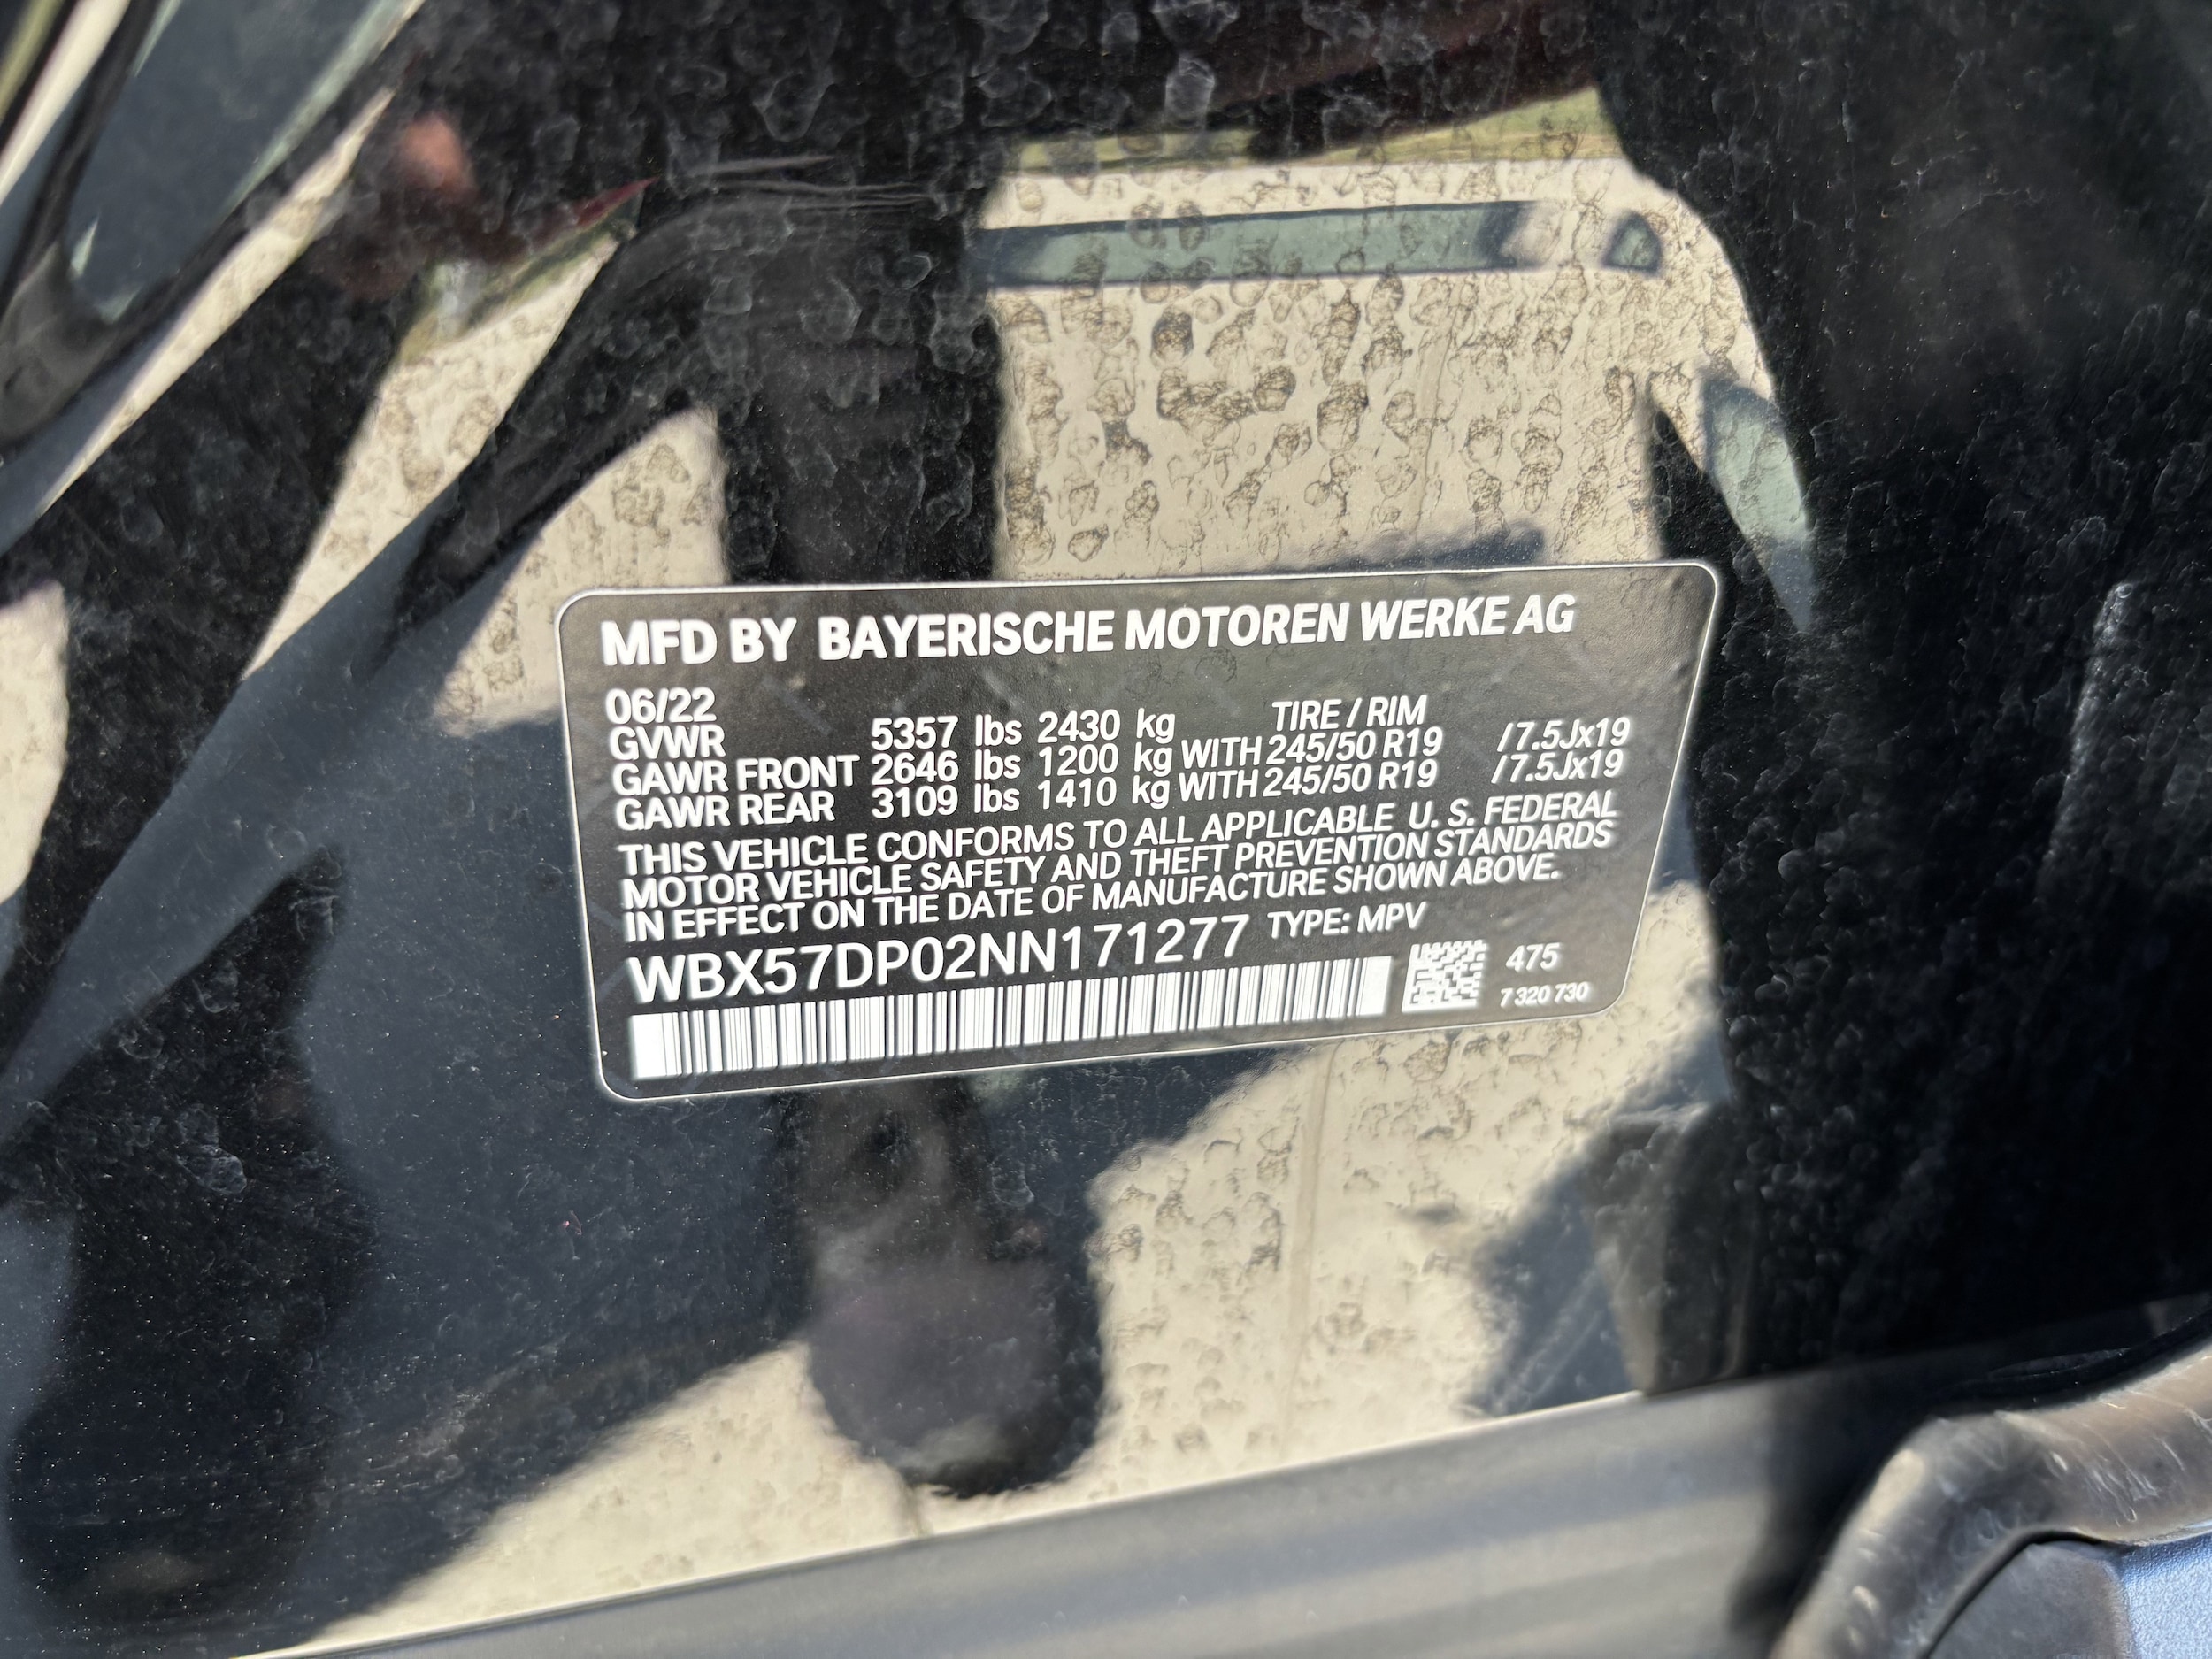 MFD BY BAYERISCHE MOTOREN WERKE AG
06/22 TIRE / RIM
GVWR 5357 lbs 2430 kg
GAWR FRONT 2646 lbs 1200 kg WITH 245/50 R19 /7.5Jx19
GAWR REAR 3109 lbs 1410 kg WITH 245/50 R19 /7.5Jx19
THIS VEHICLE CONFORMS TO ALL APPLICABLE U. S. FEDERAL
MOTOR VEHICLE SAFETY AND THEFT PREVENTION STANDARDS
IN EFFECT ON THE DATE OF MANUFACTURE SHOWN ABOVE.
WBX57DP02NN171277 TYPE: MPV
475
7 320 730